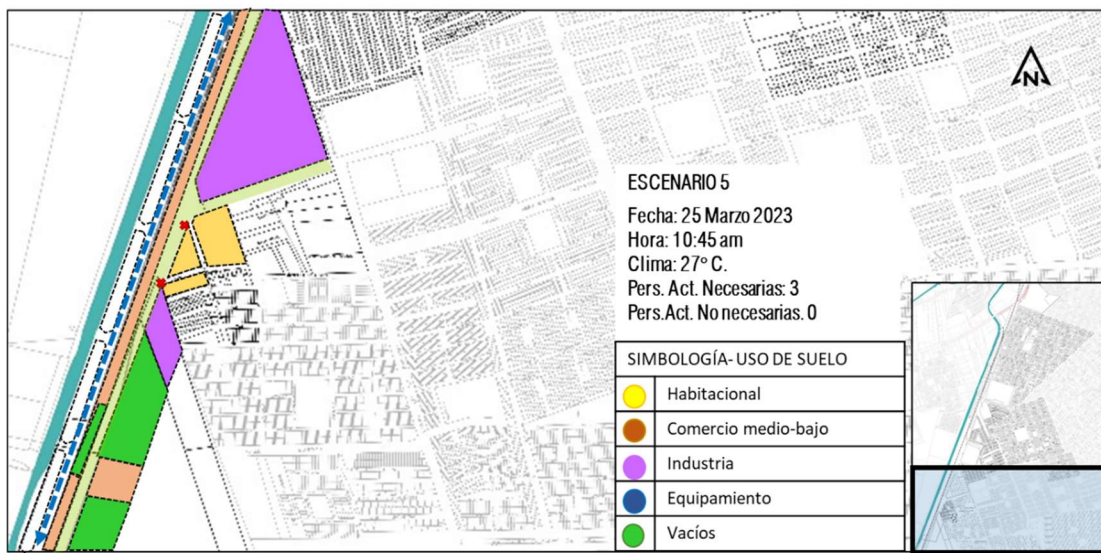 N
ESCENARIO 5
Fecha: 25 Marzo 2023
Hora: 10:45 am
Clima: 27° C.
Pers. Act. Necesarias: 3
Pers.Act. No necesarias. 0
SIMBOLOGÍA- USO DE SUELO
Habitacional
Comercio medio-bajo
Industria
Equipamiento
Vacíos